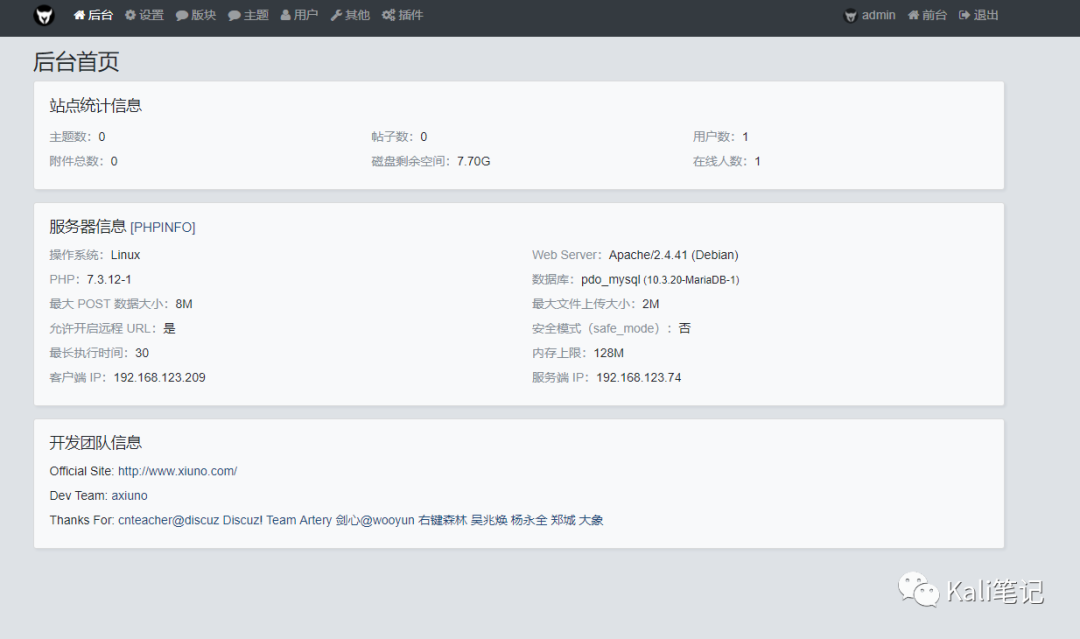 后台 设置 版块 主题 用户 其他 插件 admin 前台 退出
后台首页
站点统计信息
主题数：0 帖子数：0 用户数：1
附件总数：0 磁盘剩余空间：7.70G 在线人数：1
服务器信息 [PHPINFO]
操作系统：Linux Web Server：Apache/2.4.41 (Debian)
PHP：7.3.12-1 数据库：pdo_mysql (10.3.20-MariaDB-1)
最大 POST 数据大小：8M 最大文件上传大小：2M
允许开启远程 URL：是 安全模式（safe_mode）：否
最长执行时间：30 内存上限：128M
客户端 IP：192.168.123.209 服务端 IP：192.168.123.74
开发团队信息
Official Site: http://www.xiuno.com/
Dev Team: axiuno
Thanks For: cnteacher@discuz Discuz! Team Artery 剑心@wooyun 右键森林 吴兆焕 杨永全 郑城 大象
Kali笔记